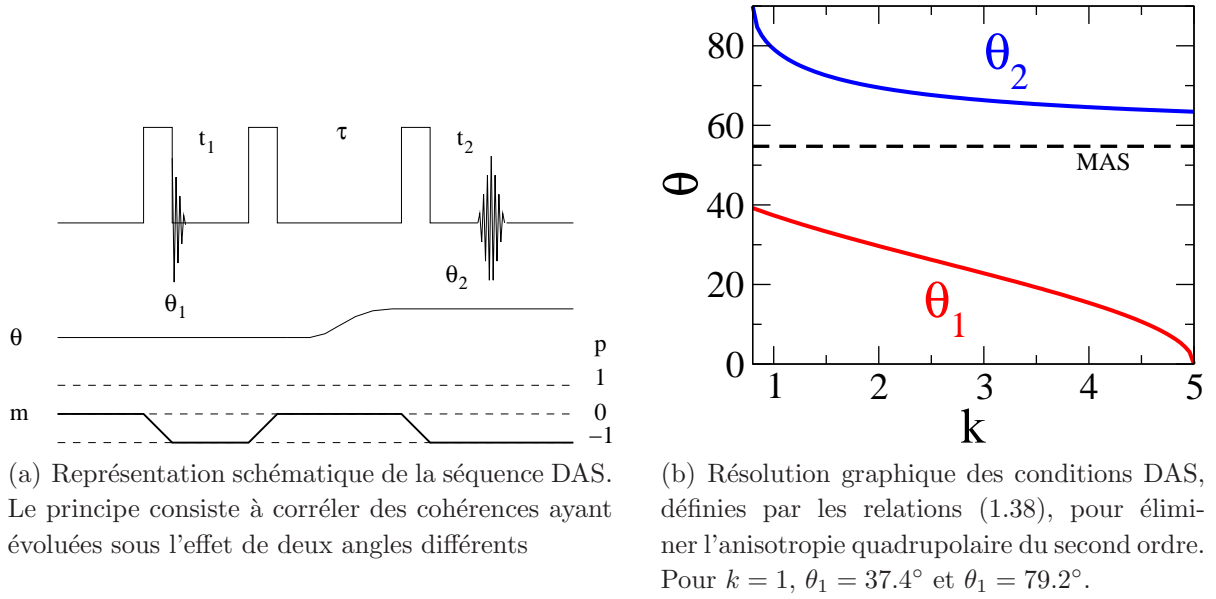 t1 τ t2
θ1 θ2
θ
p
1
m 0
−1
(a) Représentation schématique de la séquence DAS.
Le principe consiste à corréler des cohérences ayant
évoluées sous l'effet de deux angles différents
80
60
40
20
0
θ
θ2
MAS
θ1
1 2 3 4 5
k
(b) Résolution graphique des conditions DAS,
définies par les relations (1.38), pour élimi-
ner l'anisotropie quadrupolaire du second ordre.
Pour k = 1, θ1 = 37.4° et θ1 = 79.2°.